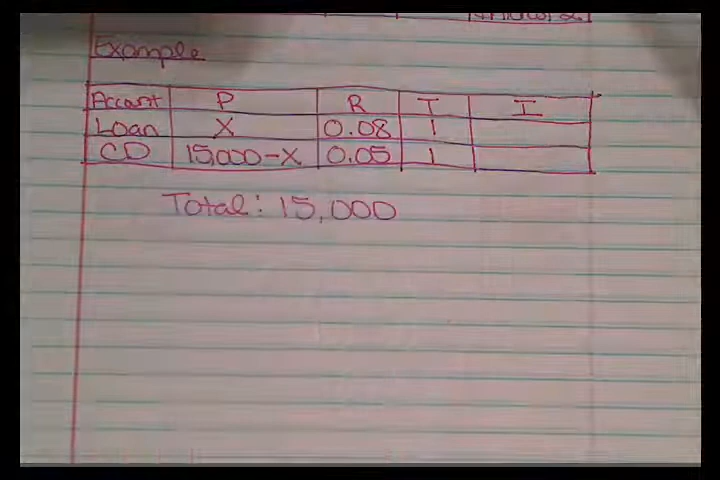 Example
Account P R T I
Loan X 0.08 1
CD 15,000-X 0.05 1
Total: 15,000